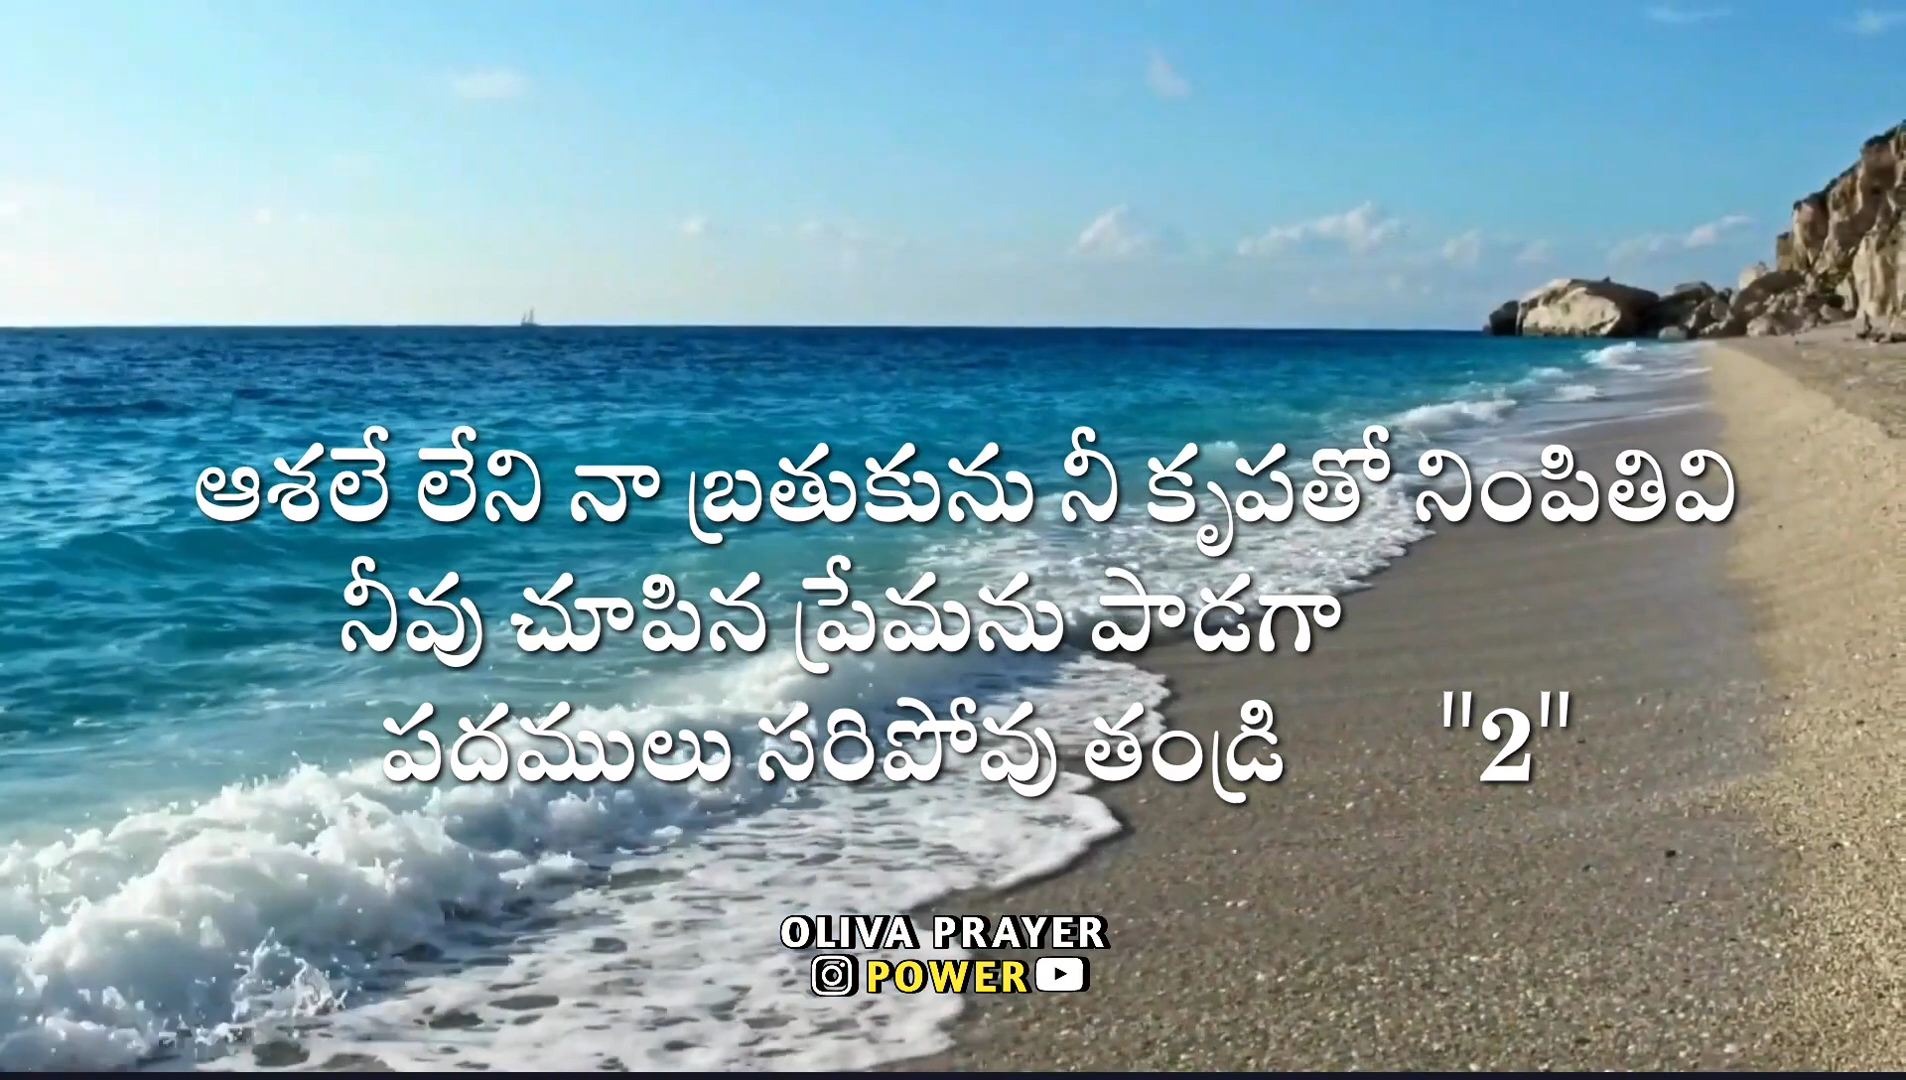 ఆశలే లేని నా బ్రతుకును నీ కృపతో నింపితివి
నీవు చూపిన ప్రేమను పాడగా
పదములు సరిపోవు తండ్రి "2"
OLIVA PRAYER
POWER